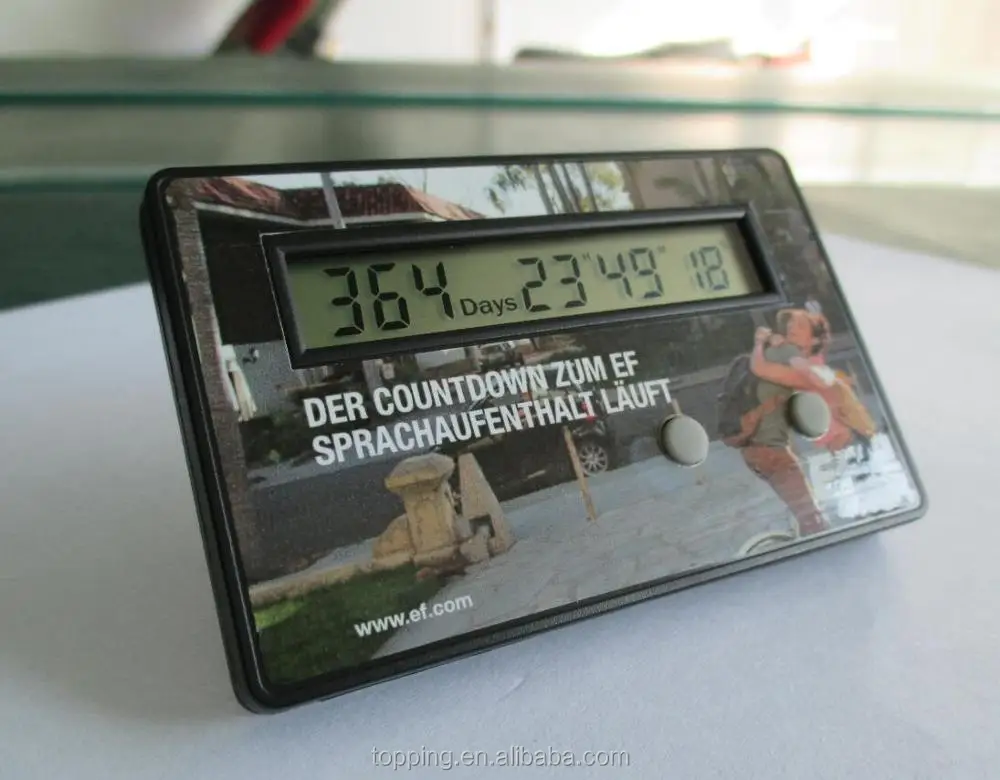 364 Days 23"49" 18
DER COUNTDOWN ZUM EF
SPRACHAUFENTHALT LÄUFT
www.ef.com
topping.en.alibaba.com